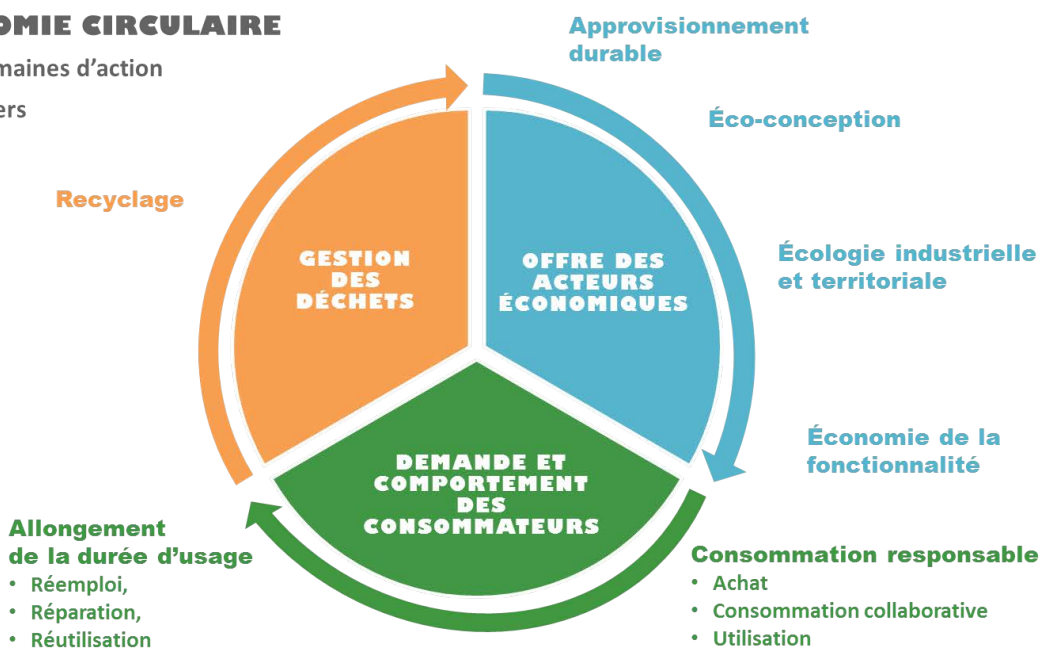 OMIE CIRCULAIRE
maines d'action
ers
Approvisionnement
durable
Éco-conception
Écologie industrielle
et territoriale
Économie de la
fonctionnalité
Recyclage
GESTION
DES
DÉCHETS
OFFRE DES
ACTEURS
ÉCONOMIQUES
DEMANDE ET
COMPORTEMENT
DES
CONSOMMATEURS
Consommation responsable
• Achat
• Consommation collaborative
• Utilisation
Allongement
de la durée d'usage
• Réemploi,
• Réparation,
• Réutilisation